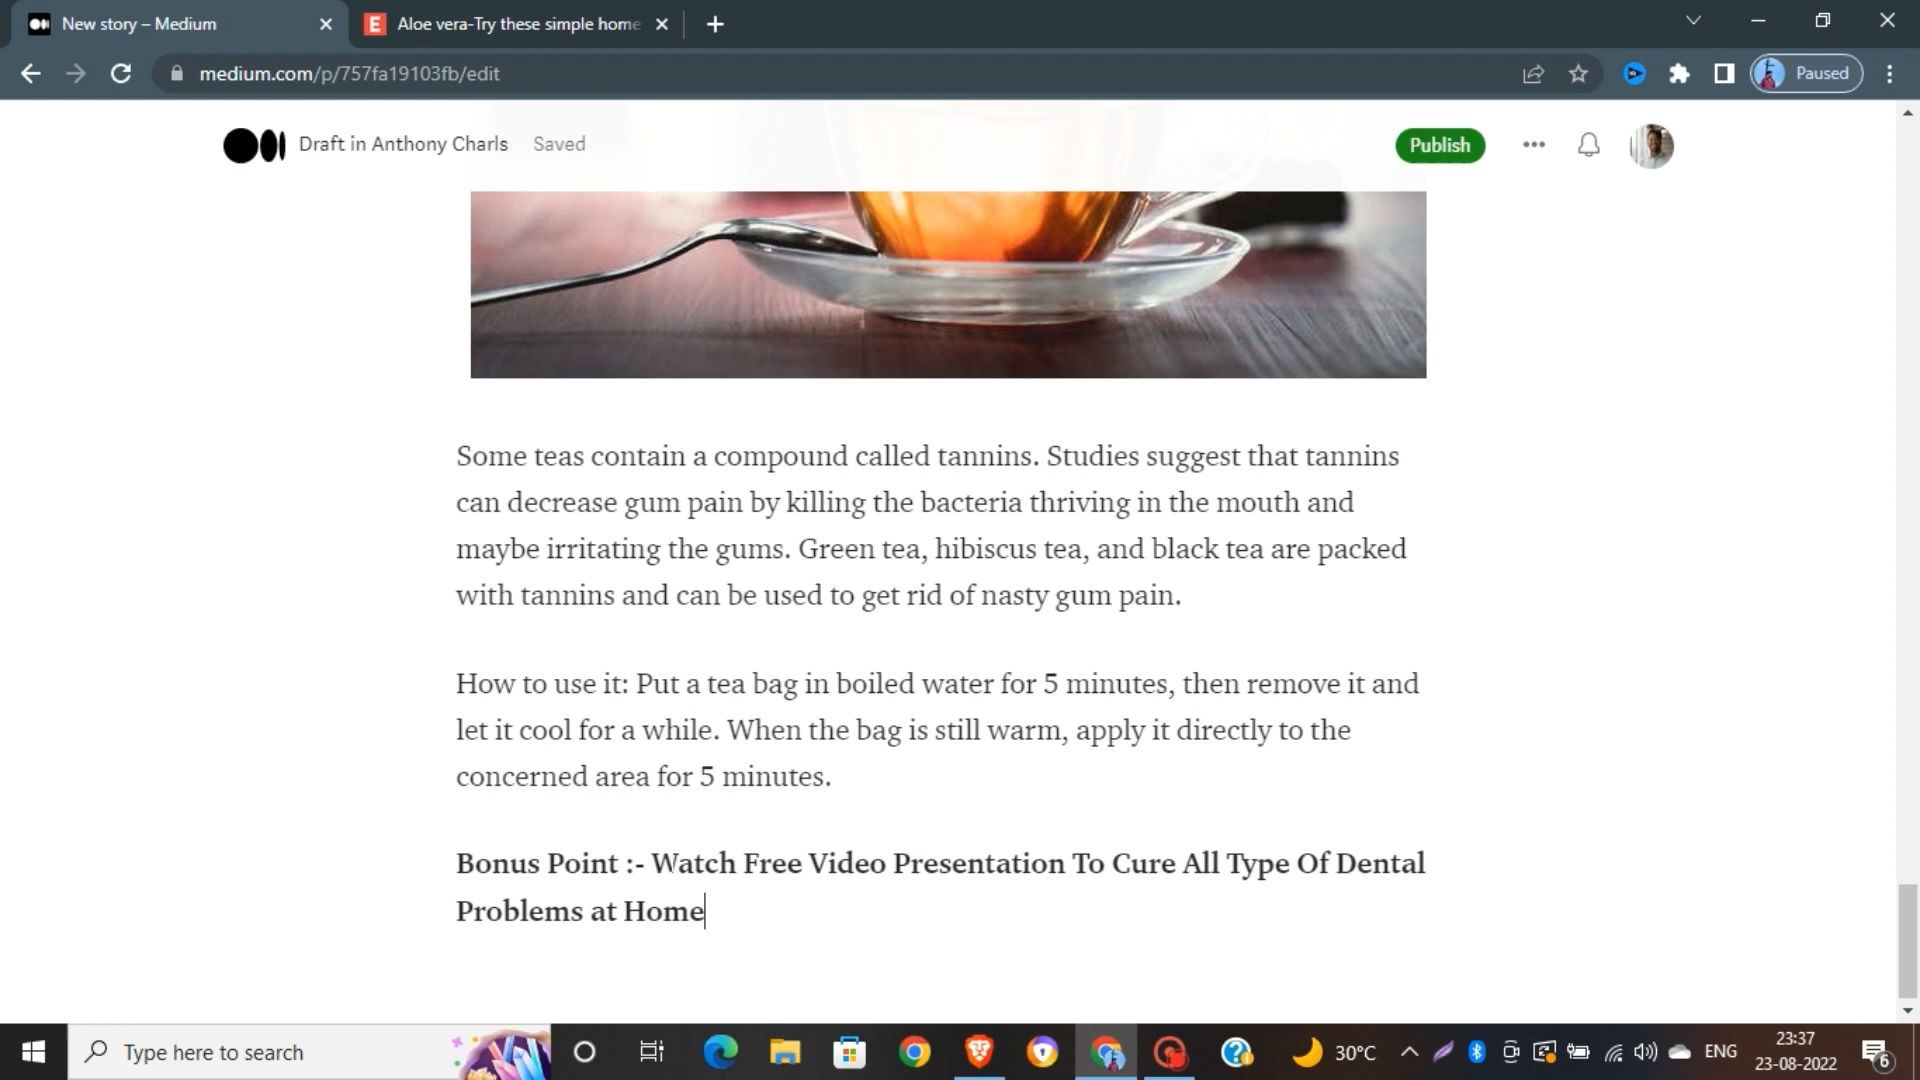 New story – Medium
Aloe vera-Try these simple home
medium.com/p/757fa19103fb/edit
Paused
Draft in Anthony Charls Saved
Publish
Some teas contain a compound called tannins. Studies suggest that tannins
can decrease gum pain by killing the bacteria thriving in the mouth and
maybe irritating the gums. Green tea, hibiscus tea, and black tea are packed
with tannins and can be used to get rid of nasty gum pain.
How to use it: Put a tea bag in boiled water for 5 minutes, then remove it and
let it cool for a while. When the bag is still warm, apply it directly to the
concerned area for 5 minutes.
Bonus Point :- Watch Free Video Presentation To Cure All Type Of Dental
Problems at Home
Type here to search
30°C
ENG
23:37
23-08-2022
6